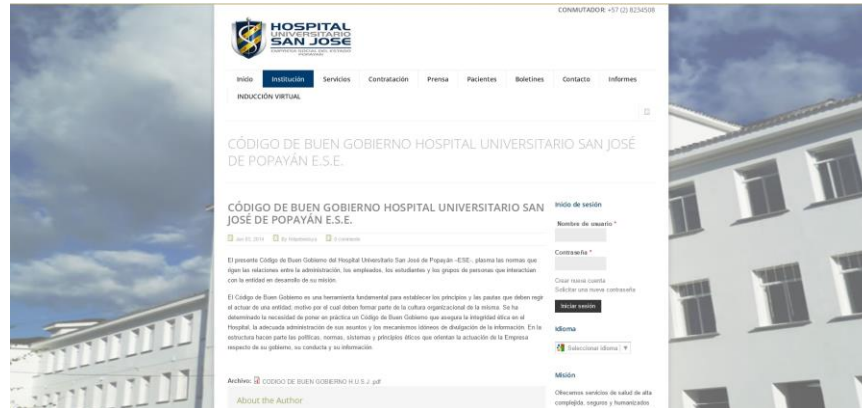 CONMUTADOR: +57 (2) 8234508
HOSPITAL
UNIVERSITARIO
SAN JOSE
EMPRESA SOCIAL DEL ESTADO
POPAYAN
Inicio Institución Servicios Contratación Prensa Pacientes Boletines Contacto Informes
INDUCCIÓN VIRTUAL
CÓDIGO DE BUEN GOBIERNO HOSPITAL UNIVERSITARIO SAN JOSÉ
DE POPAYÁN E.S.E.
CÓDIGO DE BUEN GOBIERNO HOSPITAL UNIVERSITARIO SAN
JOSÉ DE POPAYÁN E.S.E.
2014 By 0 comments
El presente Código de Buen Gobierno del Hospital Universitario San José de Popayán –ESE-, plasma las normas que
rigen las relaciones entre la administración, los empleados, los estudiantes y los grupos de personas que interactúan
con la entidad en desarrollo de su misión.
El Código de Buen Gobierno es una herramienta fundamental para establecer los principios y las pautas que deben regir
el actuar de una entidad, motivo por el cual deben formar parte de la cultura organizacional de la misma. Se ha
determinado la necesidad de poner en práctica un Código de Buen Gobierno que asegura la integridad ética en el
Hospital, la adecuada administración de sus asuntos y los mecanismos idóneos de divulgación de la información. En la
estructura hacen parte las políticas, normas, sistemas y principios éticos que orientan la actuación de la Empresa
respecto de su gobierno, su conducta y su información.
Archivo: CODIGO DE BUEN GOBIERNO H.U.S.J..pdf
About the Author
Inicio de sesión
Nombre de usuario *
Contraseña *
Crear nueva cuenta
Solicitar una nueva contraseña
Iniciar sesión
Idioma
Seleccionar idioma ▼
Misión
Ofrecemos servicios de salud de alta
complejidad, seguros y humanizados